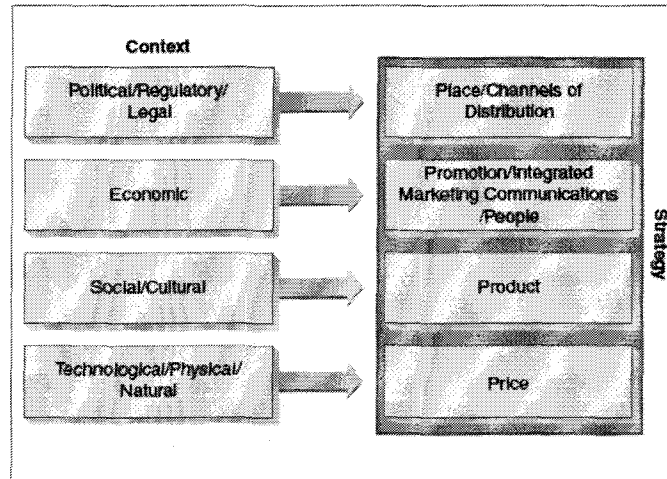 Context
Political/Regulatory/
Legal
Place/Channels of
Distribution
Economic
Promotion/Integrated
Marketing Communications
/People
Social/Cultural
Product
Technological/Physical/
Natural
Price
Strategy